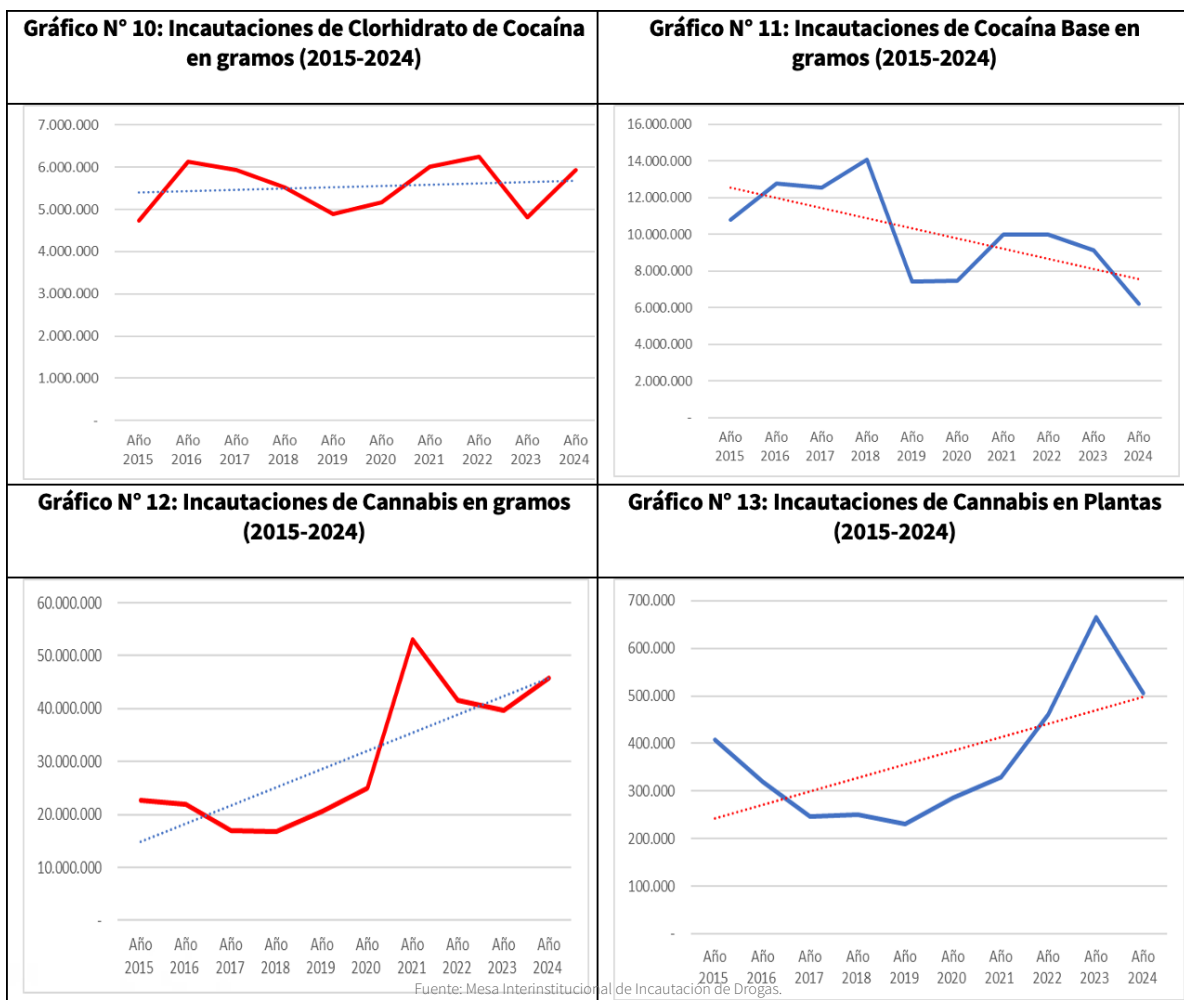 Gráfico N° 10: Incautaciones de Clorhidrato de Cocaína
en gramos (2015-2024)
7.000.000
6.000.000
5.000.000
4.000.000
3.000.000
2.000.000
1.000.000
-
Año Año Año Año Año Año Año Año Año Año
2015 2016 2017 2018 2019 2020 2021 2022 2023 2024
Gráfico N° 11: Incautaciones de Cocaína Base en
gramos (2015-2024)
16.000.000
14.000.000
12.000.000
10.000.000
8.000.000
6.000.000
4.000.000
2.000.000
-
Año Año Año Año Año Año Año Año Año Año
2015 2016 2017 2018 2019 2020 2021 2022 2023 2024
Gráfico N° 12: Incautaciones de Cannabis en gramos
(2015-2024)
60.000.000
50.000.000
40.000.000
30.000.000
20.000.000
10.000.000
-
Año Año Año Año Año Año Año Año Año Año
2015 2016 2017 2018 2019 2020 2021 2022 2023 2024
Gráfico N° 13: Incautaciones de Cannabis en Plantas
(2015-2024)
700.000
600.000
500.000
400.000
300.000
200.000
100.000
-
Año Año Año Año Año Año Año Año Año Año
2015 2016 2017 2018 2019 2020 2021 2022 2023 2024
Fuente: Mesa Interinstitucional de Incautación de Drogas.